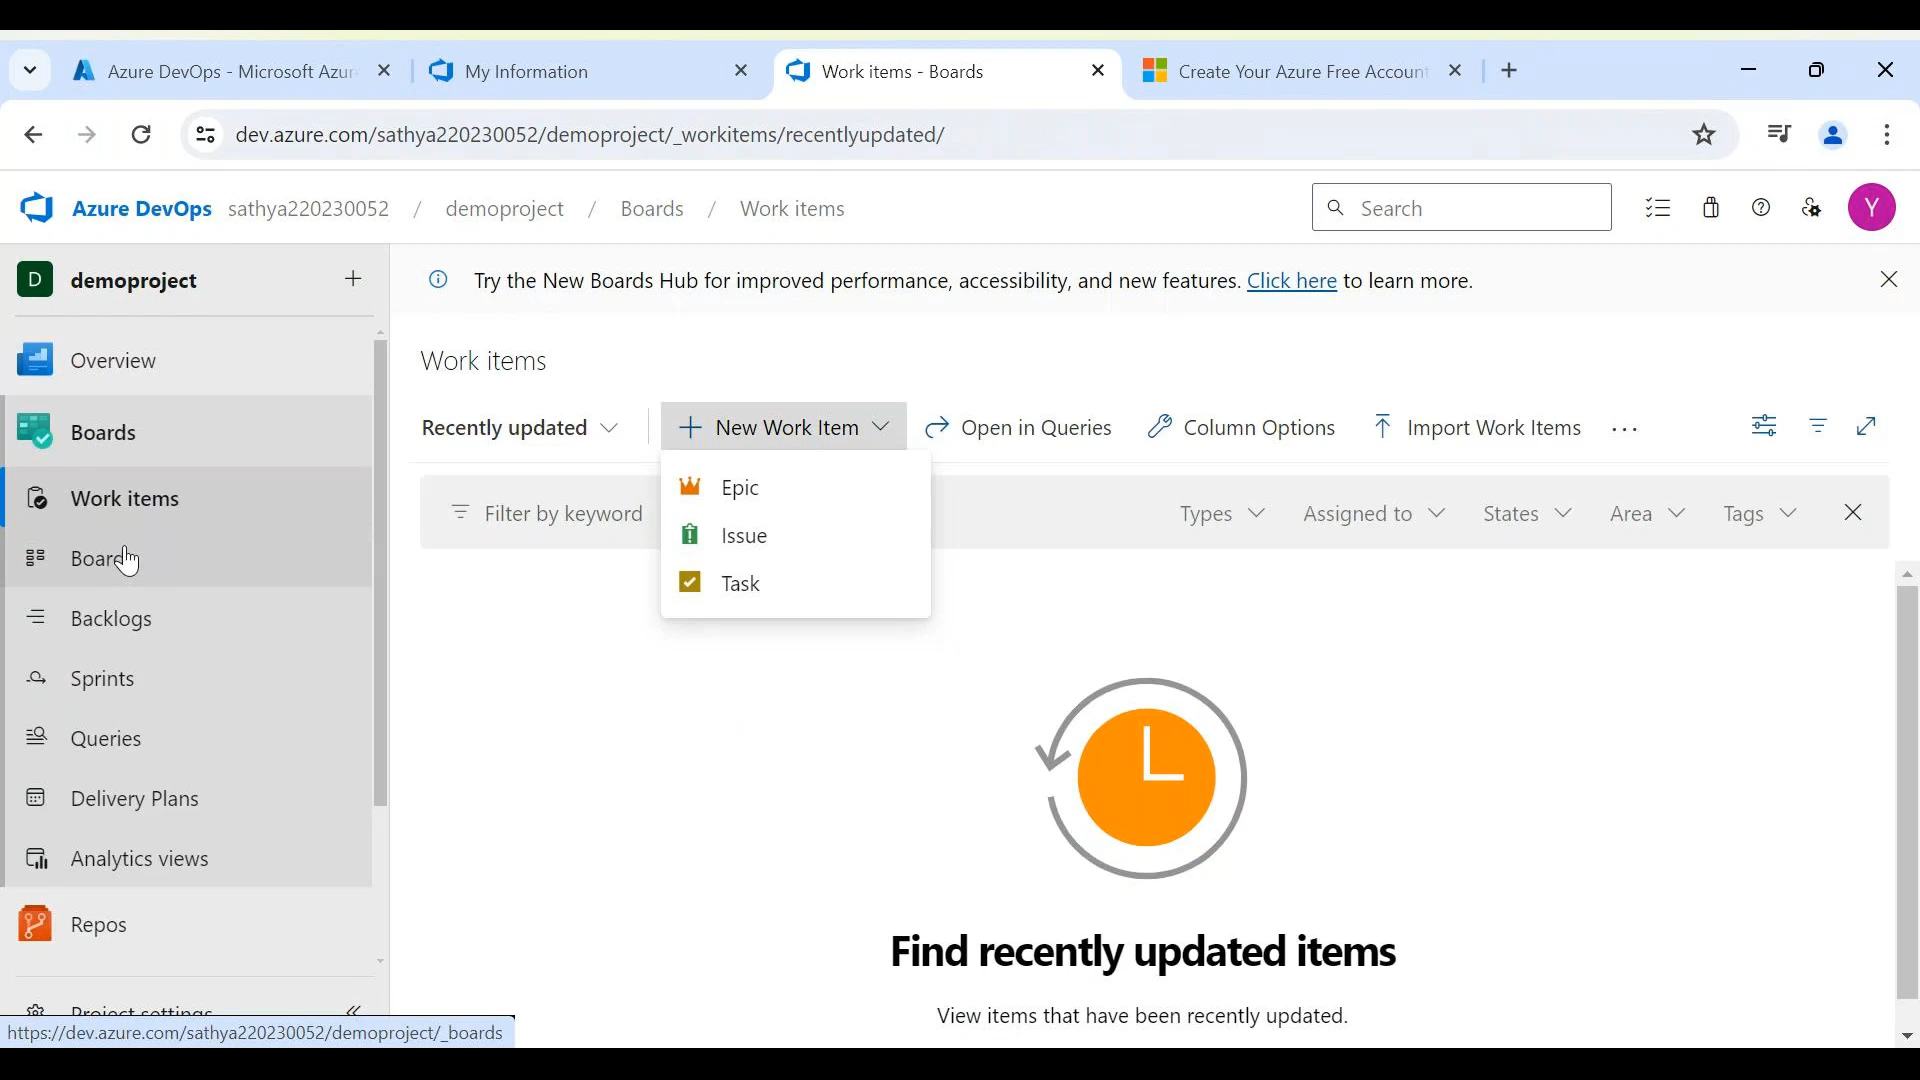 Azure DevOps - Microsoft Azur
My Information
Work items - Boards
Create Your Azure Free Account
dev.azure.com/sathya220230052/demoproject/_workitems/recentlyupdated/
Azure DevOps sathya220230052 / demoproject / Boards / Work items
Search
Y
D demoproject
Try the New Boards Hub for improved performance, accessibility, and new features. Click here to learn more.
Overview
Boards
Work items
Boards
Backlogs
Sprints
Queries
Delivery Plans
Analytics views
Repos
Project settings
https://dev.azure.com/sathya220230052/demoproject/_boards
Work items
Recently updated New Work Item Open in Queries Column Options Import Work Items
Filter by keyword Types Assigned to States Area Tags
Epic
Issue
Task
Find recently updated items
View items that have been recently updated.